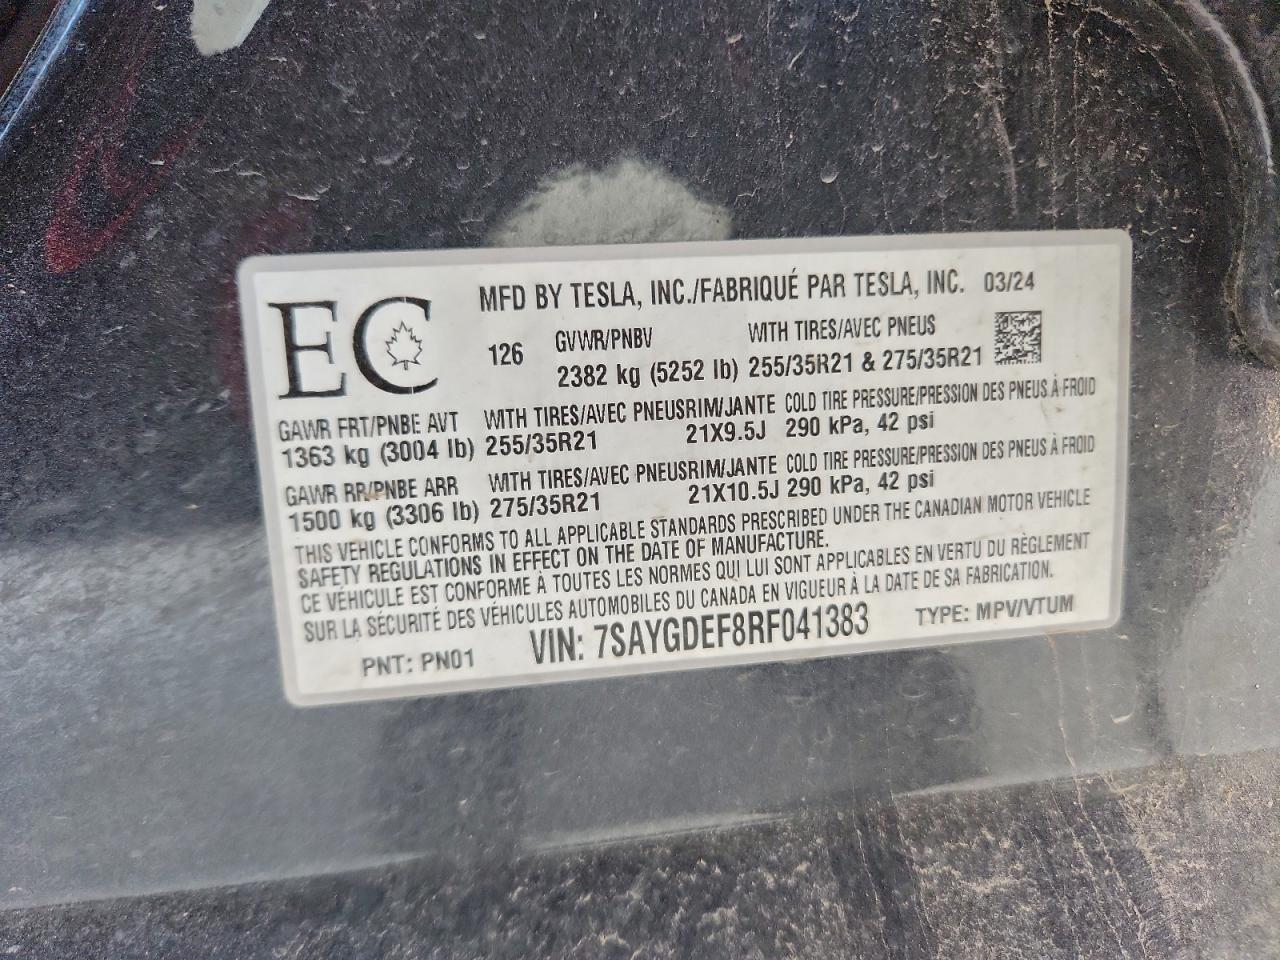 EC
MFD BY TESLA, INC./FABRIQUÉ PAR TESLA, INC. 03/24
126 GVWR/PNBV WITH TIRES/AVEC PNEUS
2382 kg (5252 lb) 255/35R21 & 275/35R21
GAWR FRT/PNBE AVT WITH TIRES/AVEC PNEUS RIM/JANTE COLD TIRE PRESSURE/PRESSION DES PNEUS À FROID
1363 kg (3004 lb) 255/35R21 21X9.5J 290 kPa, 42 psi
GAWR RR/PNBE ARR WITH TIRES/AVEC PNEUS RIM/JANTE COLD TIRE PRESSURE/PRESSION DES PNEUS À FROID
1500 kg (3306 lb) 275/35R21 21X10.5J 290 kPa, 42 psi
THIS VEHICLE CONFORMS TO ALL APPLICABLE STANDARDS PRESCRIBED UNDER THE CANADIAN MOTOR VEHICLE
SAFETY REGULATIONS IN EFFECT ON THE DATE OF MANUFACTURE.
CE VÉHICULE EST CONFORME À TOUTES LES NORMES QUI LUI SONT APPLICABLES EN VERTU DU RÈGLEMENT
SUR LA SÉCURITÉ DES VÉHICULES AUTOMOBILES DU CANADA EN VIGUEUR À LA DATE DE SA FABRICATION.
PNT: PN01 VIN: 7SAYGDEF8RF041383 TYPE: MPV/VTUM